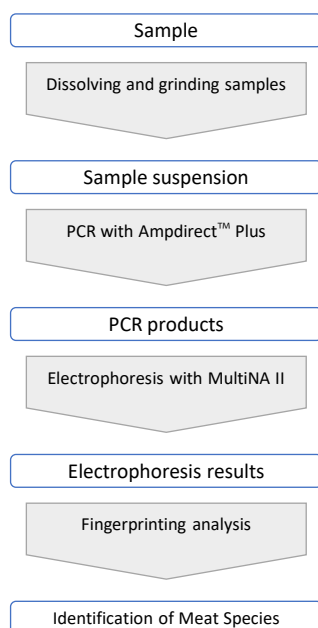 Sample
Dissolving and grinding samples
Sample suspension
PCR with Ampdirect™ Plus
PCR products
Electrophoresis with MultiNA II
Electrophoresis results
Fingerprinting analysis
Identification of Meat Species